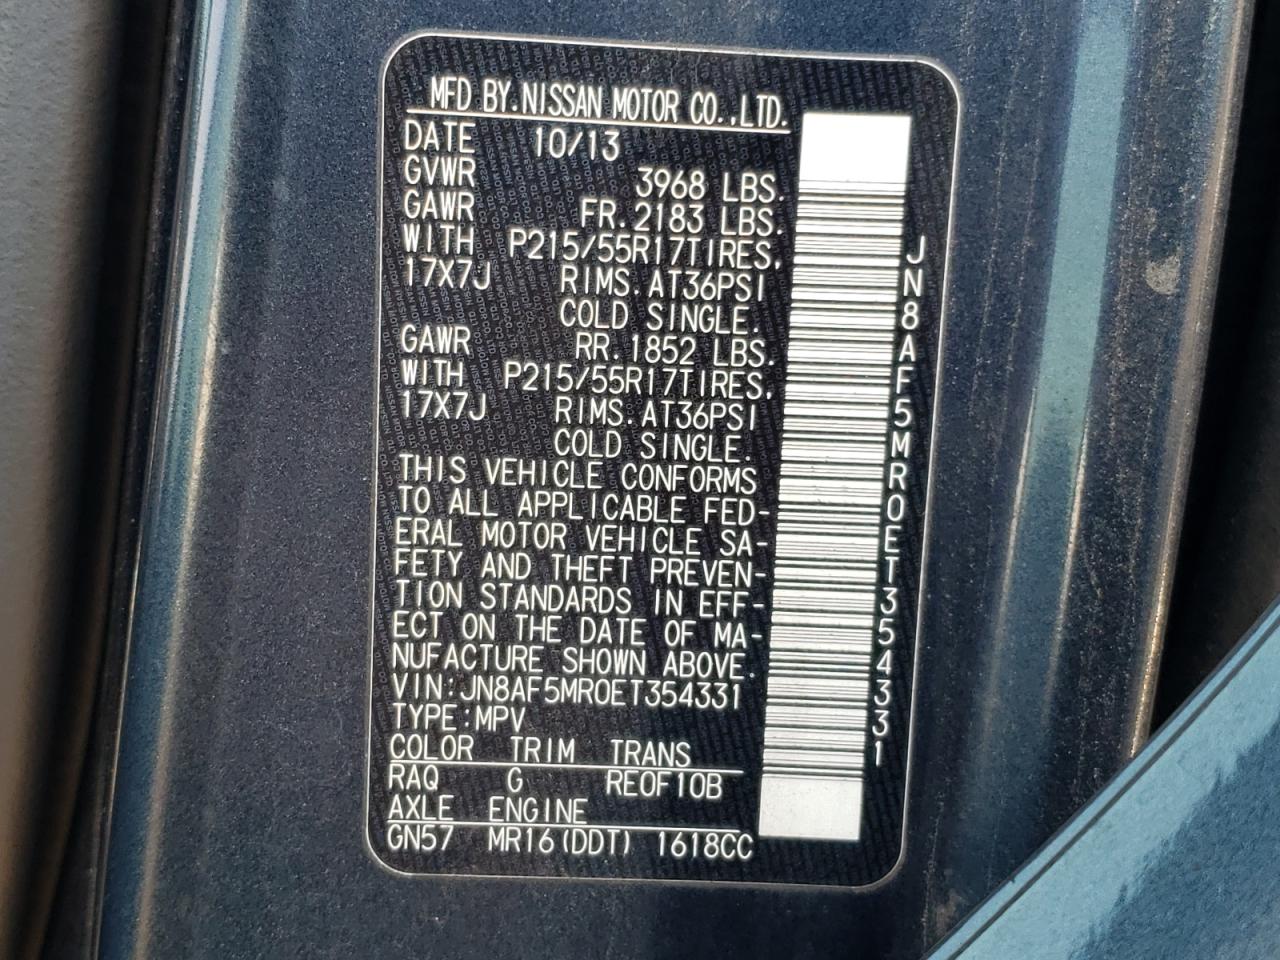 MFD BY.NISSAN MOTOR CO.,LTD.
DATE 10/13
GVWR 3968 LBS.
GAWR FR.2183 LBS.
WITH P215/55R17TIRES,
17X7J RIMS.AT36PSI
COLD SINGLE.
GAWR RR.1852 LBS.
WITH P215/55R17TIRES,
17X7J RIMS.AT36PSI
COLD SINGLE.
THIS VEHICLE CONFORMS
TO ALL APPLICABLE FED-
ERAL MOTOR VEHICLE SA-
FETY AND THEFT PREVEN-
TION STANDARDS IN EFF-
ECT ON THE DATE OF MA-
NUFACTURE SHOWN ABOVE.
VIN:JN8AF5MR0ET354331
TYPE:MPV
COLOR TRIM TRANS
RAQ G RE0F10B
AXLE ENGINE
GN57 MR16(DDT) 1618CC
JN8AF5MR0ET354331